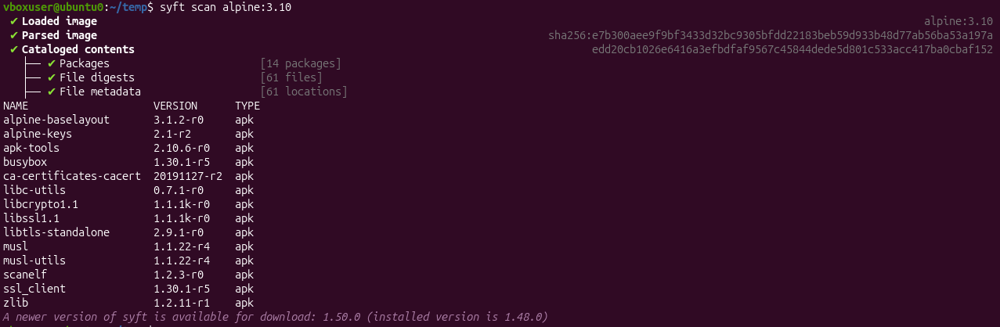 vboxuser@ubuntu0:~/temp$ syft scan alpine:3.10
✔ Loaded image alpine:3.10
✔ Parsed image sha256:e7b300aee9f9bf3433d32bc9305bfdd22183beb59d933b48d77ab56ba53a197a
✔ Cataloged contents edd20cb1026e6416a3efbdfaf9567c45844dede5d801c533acc417ba0cbaf152
├── ✔ Packages [14 packages]
├── ✔ File digests [61 files]
├── ✔ File metadata [61 locations]
NAME VERSION TYPE
alpine-baselayout 3.1.2-r0 apk
alpine-keys 2.1-r2 apk
apk-tools 2.10.6-r0 apk
busybox 1.30.1-r5 apk
ca-certificates-cacert 20191127-r2 apk
libc-utils 0.7.1-r0 apk
libcrypto1.1 1.1.1k-r0 apk
libssl1.1 1.1.1k-r0 apk
libtls-standalone 2.9.1-r0 apk
musl 1.1.22-r4 apk
musl-utils 1.1.22-r4 apk
scanelf 1.2.3-r0 apk
ssl_client 1.30.1-r5 apk
zlib 1.2.11-r1 apk
A newer version of syft is available for download: 1.50.0 (installed version is 1.48.0)